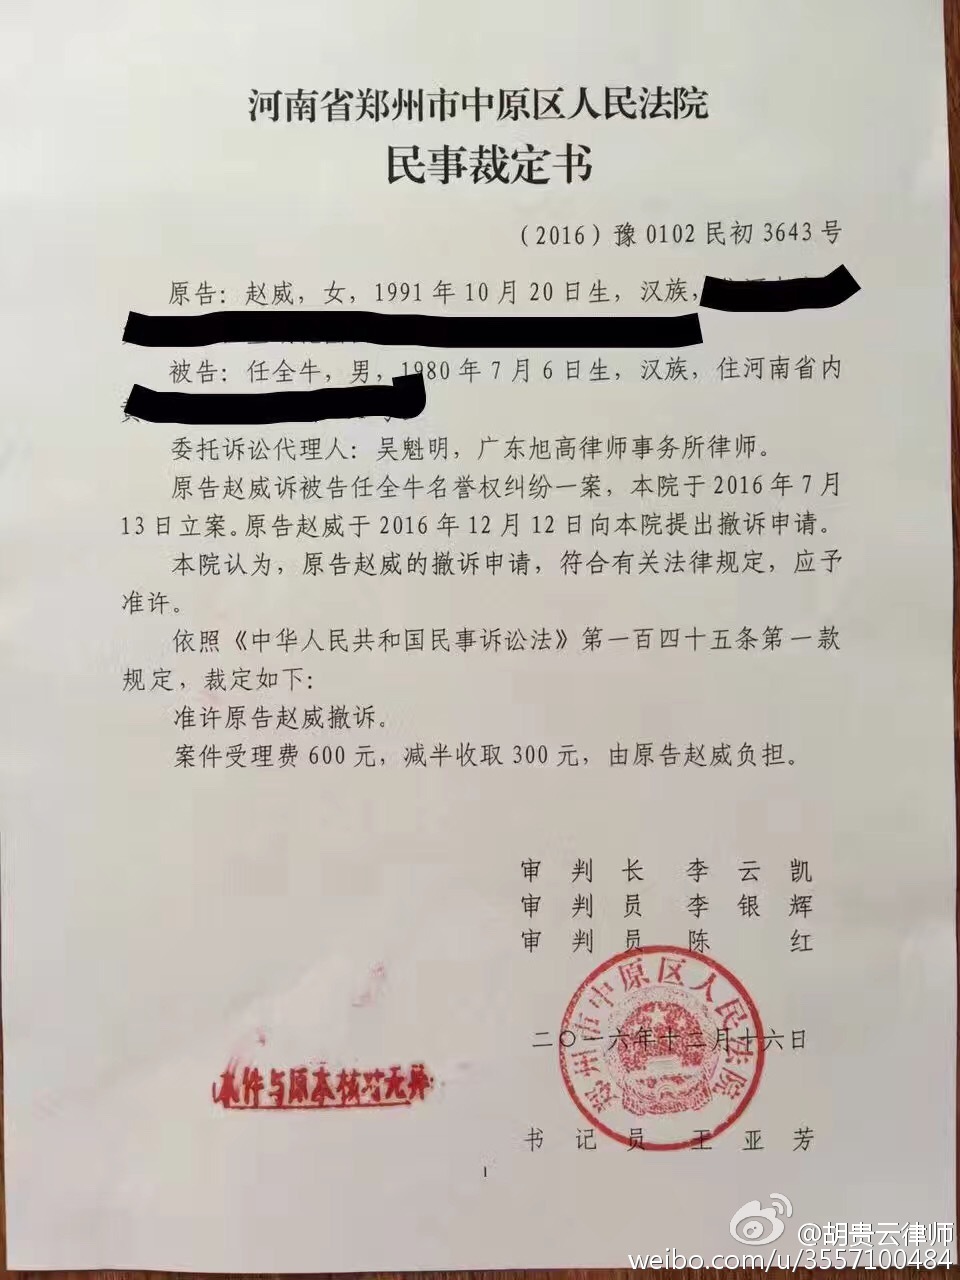 河南省郑州市中原区人民法院
民事裁定书
（2016）豫 0102 民初 3643 号
原告：赵威，女，1991 年 10 月 20 日生，汉族，
被告：任全牛，男，1980 年 7 月 6 日生，汉族，住河南省内
委托诉讼代理人：吴魁明，广东旭高律师事务所律师。
原告赵威诉被告任全牛名誉权纠纷一案，本院于 2016 年 7 月
13 日立案。原告赵威于 2016 年 12 月 12 日向本院提出撤诉申请。
本院认为，原告赵威的撤诉申请，符合有关法律规定，应予
准许。
依照《中华人民共和国民事诉讼法》第一百四十五条第一款
规定，裁定如下：
准许原告赵威撤诉。
案件受理费 600 元，减半收取 300 元，由原告赵威负担。
审 判 长 李 云 凯
审 判 员 李 银 辉
审 判 员 陈 红
郑州市中原区人民法院
二〇一六年十二月十六日
本件与原本核对无异
书 记 员 王 亚 芳
1
@胡贵云律师
weibo.com/u/3557100484